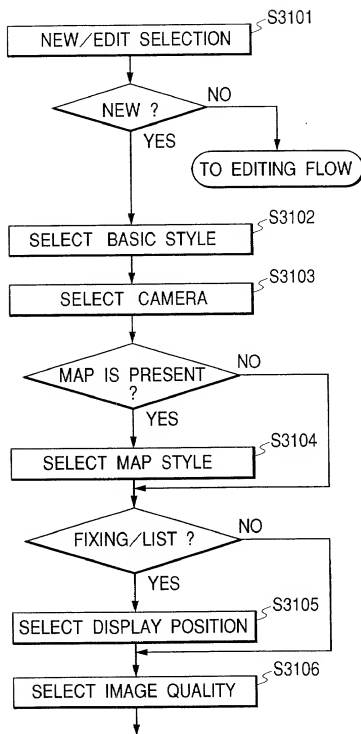 S3101
NEW/EDIT SELECTION
NEW ?
NO
YES
TO EDITING FLOW
S3102
SELECT BASIC STYLE
S3103
SELECT CAMERA
MAP IS PRESENT
?
NO
YES
S3104
SELECT MAP STYLE
FIXING/LIST ?
NO
YES
S3105
SELECT DISPLAY POSITION
S3106
SELECT IMAGE QUALITY